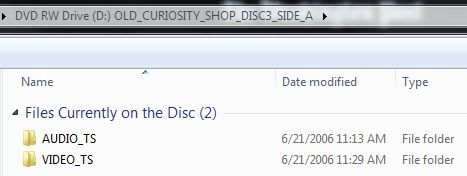 DVD RW Drive (D:) OLD_CURIOSITY_SHOP_DISC3_SIDE_A
Name Date modified Type
Files Currently on the Disc (2)
AUDIO_TS 6/21/2006 11:13 AM File folder
VIDEO_TS 6/21/2006 11:29 AM File folder